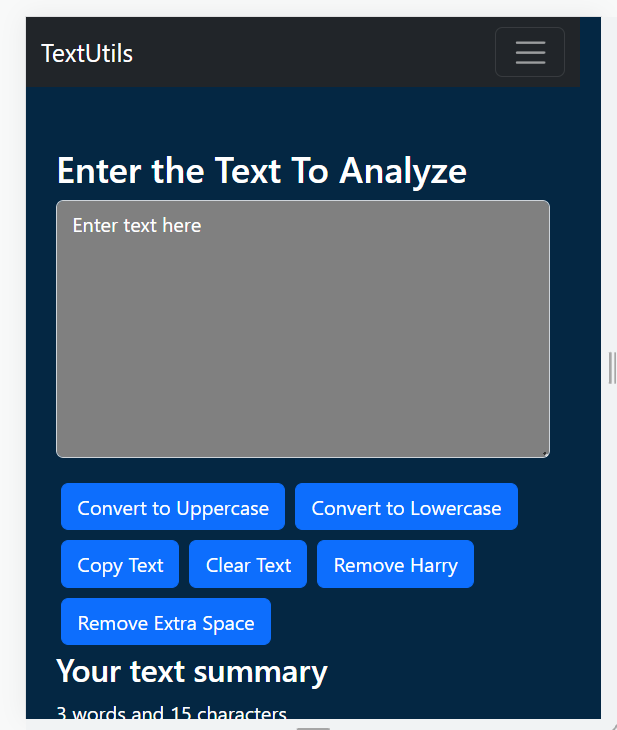 TextUtils
Enter the Text To Analyze
Enter text here
Convert to Uppercase Convert to Lowercase
Copy Text Clear Text Remove Harry
Remove Extra Space
Your text summary
3 words and 15 characters